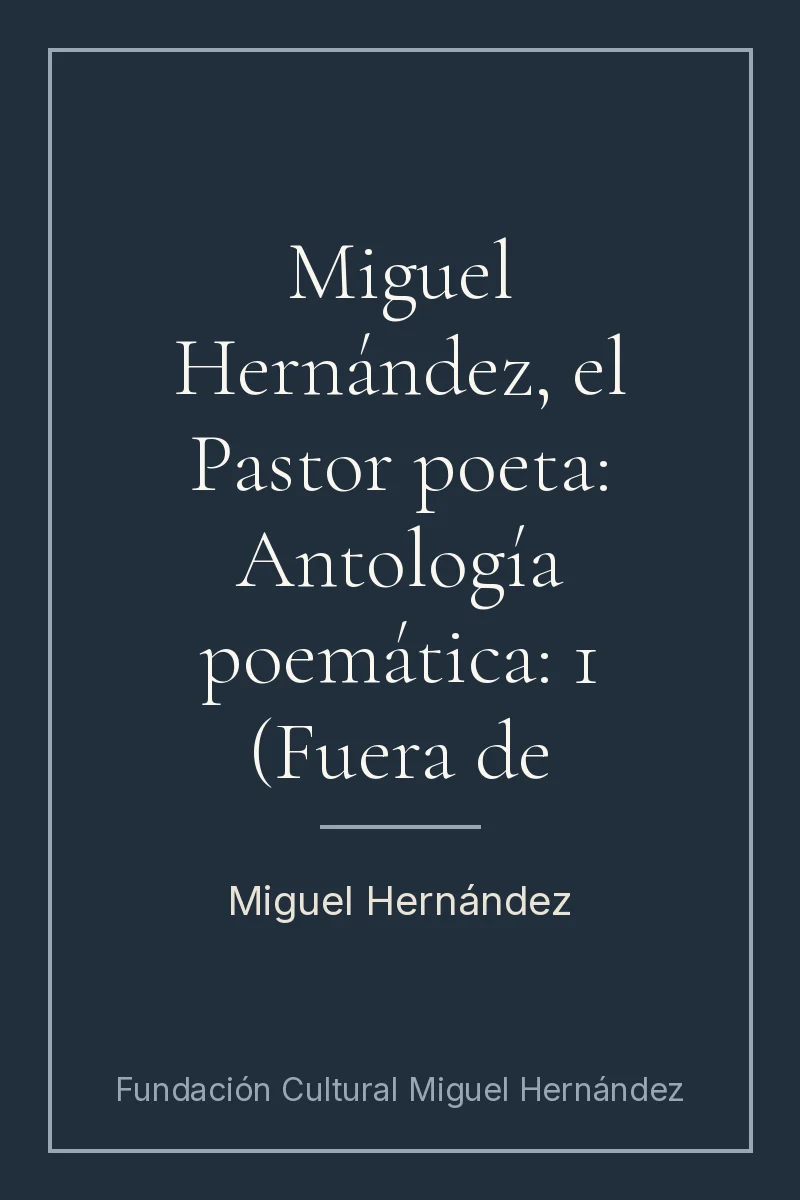 Miguel
Hernández, el
Pastor poeta:
Antología
poemática: 1
(Fuera de
Miguel Hernández
Fundación Cultural Miguel Hernández